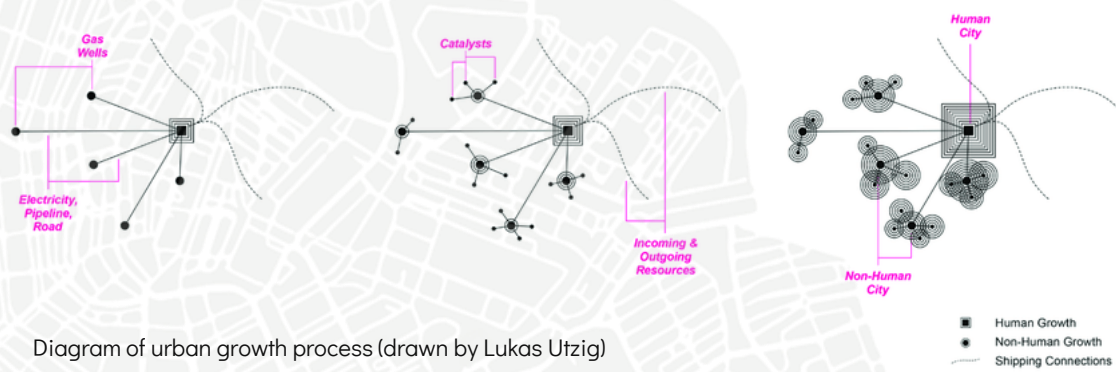 Gas
Wells
Electricity,
Pipeline,
Road
Catalysts
Incoming &
Outgoing
Resources
Human
City
Non-Human
City
Human Growth
Non-Human Growth
Shipping Connections
Diagram of urban growth process (drawn by Lukas Utzig)